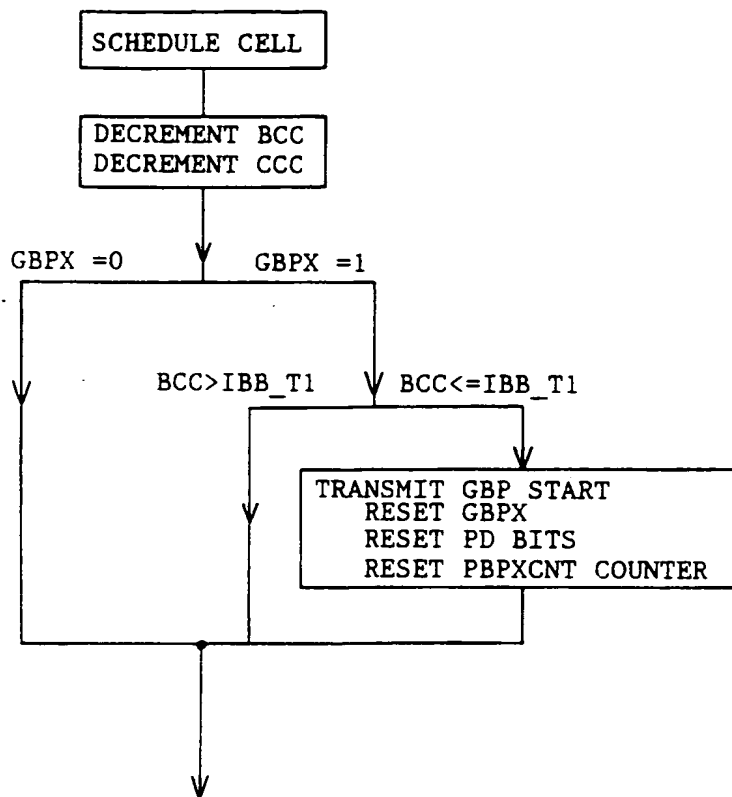 SCHEDULE CELL
DECREMENT BCC
DECREMENT CCC
GBPX =0
GBPX =1
BCC>IBB_T1
BCC<=IBB_T1
TRANSMIT GBP START
RESET GBPX
RESET PD BITS
RESET PBPXCNT COUNTER